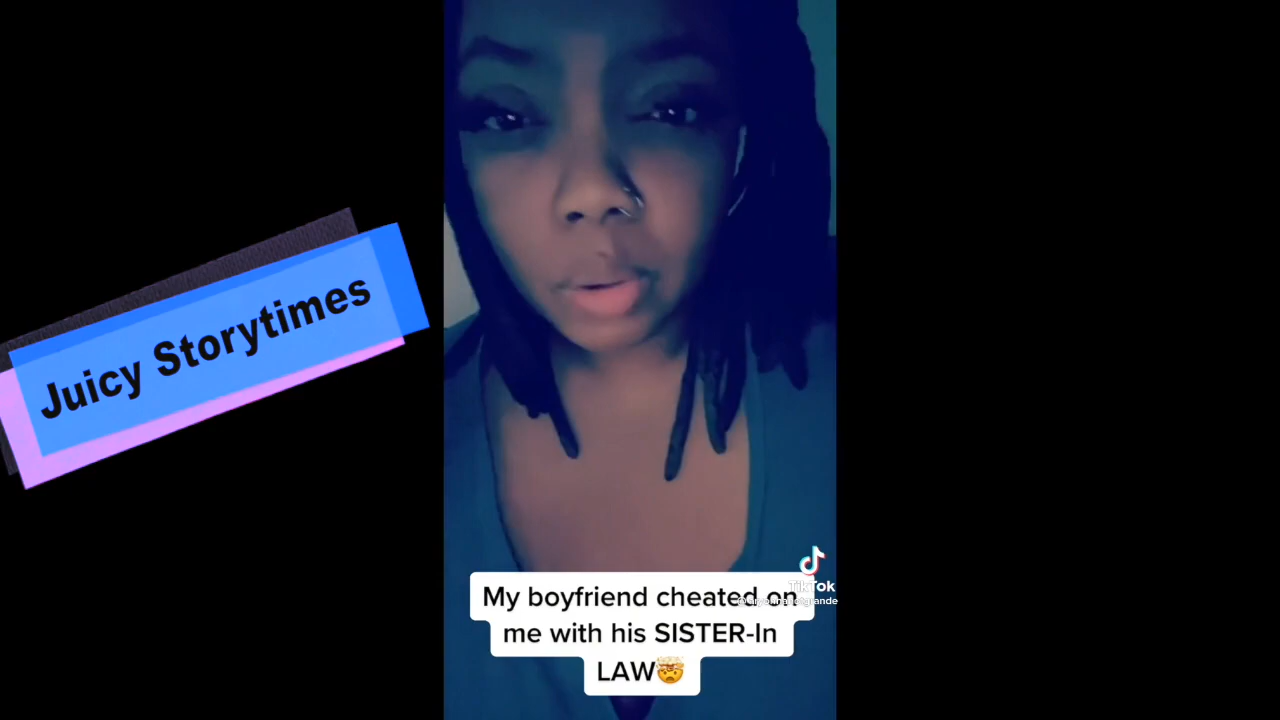 Juicy Storytimes
My boyfriend cheated on
me with his SISTER-In
LAW🤯
TikTok